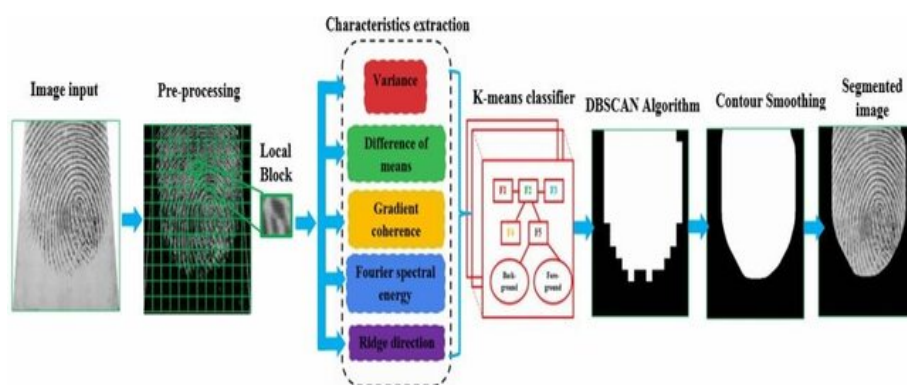 Characteristics extraction
Image input
Pre-processing
Local
Block
Variance
Difference of
means
Gradient
coherence
Fourier spectral
energy
Ridge direction
K-means classifier
F1
F2
F3
F4
F5
Back-
ground
Fore-
ground
DBSCAN Algorithm
Contour Smoothing
Segmented
image